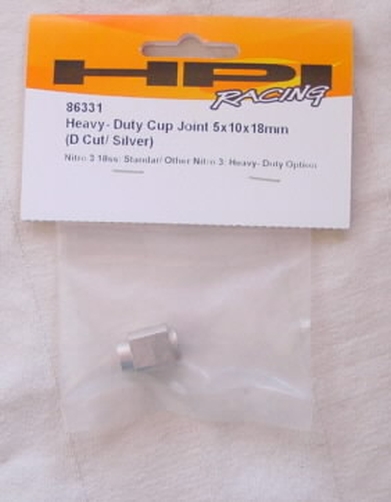 HPI
RACING
86331
Heavy- Duty Cup Joint 5x10x18mm
(D Cut/ Silver)
Nitro 3 18ss: Standar/ Other Nitro 3: Heavy- Duty Option